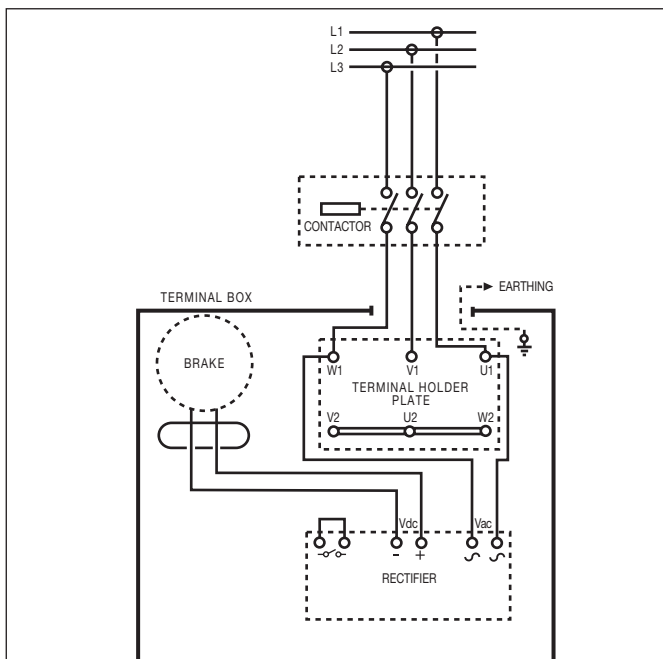 L1
L2
L3
CONTACTOR
EARTHING
TERMINAL BOX
BRAKE
W1 V1 U1
TERMINAL HOLDER
PLATE
V2 U2 W2
Vdc Vac
- +
RECTIFIER